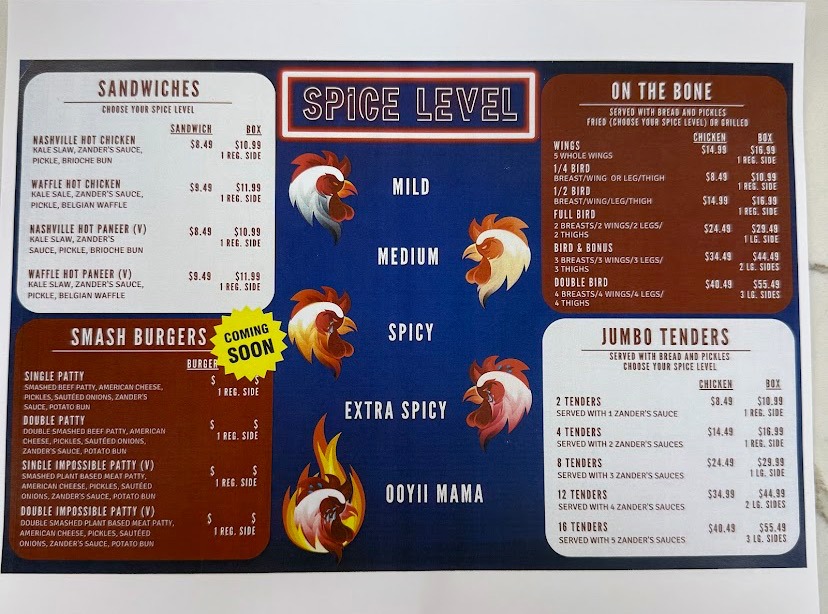 SANDWICHES
CHOOSE YOUR SPICE LEVEL
SANDWICH BOX
NASHVILLE HOT CHICKEN $8.49 $10.99
KALE SLAW, ZANDER'S SAUCE, 1 REG. SIDE
PICKLE, BRIOCHE BUN
WAFFLE HOT CHICKEN $9.49 $11.99
KALE SALE, ZANDER'S SAUCE, 1 REG. SIDE
PICKLE, BELGIAN WAFFLE
NASHVILLE HOT PANEER (V) $8.49 $10.99
KALE SLAW, ZANDER'S 1 REG. SIDE
SAUCE, PICKLE, BRIOCHE BUN
WAFFLE HOT PANEER (V) $9.49 $11.99
KALE SLAW, ZANDER'S SAUCE, 1 REG. SIDE
PICKLE, BELGIAN WAFFLE
SMASH BURGERS
COMING
SOON
BURGER
SINGLE PATTY $ $
SMASHED BEEF PATTY, AMERICAN CHEESE, 1 REG. SIDE
PICKLES, SAUTÉED ONIONS, ZANDER'S
SAUCE, POTATO BUN
DOUBLE PATTY $ $
DOUBLE SMASHED BEEF PATTY, AMERICAN 1 REG. SIDE
CHEESE, PICKLES, SAUTÉED ONIONS,
ZANDER'S SAUCE, POTATO BUN
SINGLE IMPOSSIBLE PATTY (V) $ $
SMASHED PLANT BASED MEAT PATTY, 1 REG. SIDE
AMERICAN CHEESE, PICKLES, SAUTÉED
ONIONS, ZANDER'S SAUCE, POTATO BUN
DOUBLE IMPOSSIBLE PATTY (V) $ $
DOUBLE SMASHED PLANT BASED MEAT PATTY, 1 REG. SIDE
AMERICAN CHEESE, PICKLES, SAUTÉED
ONIONS, ZANDER'S SAUCE, POTATO BUN
SPICE LEVEL
MILD
MEDIUM
SPICY
EXTRA SPICY
OOYII MAMA
ON THE BONE
SERVED WITH BREAD AND PICKLES
FRIED (CHOOSE YOUR SPICE LEVEL) OR GRILLED
CHICKEN BOX
WINGS $14.99 $16.99
5 WHOLE WINGS 1 REG. SIDE
1/4 BIRD $8.49 $10.99
BREAST/WING OR LEG/THIGH 1 REG. SIDE
1/2 BIRD $14.99 $16.99
BREAST/WING/LEG/THIGH 1 REG. SIDE
FULL BIRD $24.49 $29.49
2 BREASTS/2 WINGS/2 LEGS/ 1 LG. SIDE
2 THIGHS
BIRD & BONUS $34.49 $44.49
3 BREASTS/3 WINGS/3 LEGS/ 2 LG. SIDES
3 THIGHS
DOUBLE BIRD $40.49 $55.49
4 BREASTS/4 WINGS/4 LEGS/ 3 LG. SIDES
4 THIGHS
JUMBO TENDERS
SERVED WITH BREAD AND PICKLES
CHOOSE YOUR SPICE LEVEL
CHICKEN BOX
2 TENDERS $8.49 $10.99
SERVED WITH 1 ZANDER'S SAUCE 1 REG. SIDE
4 TENDERS $14.49 $16.99
SERVED WITH 2 ZANDER'S SAUCES 1 REG. SIDE
8 TENDERS $24.49 $29.99
SERVED WITH 3 ZANDER'S SAUCES 1 LG. SIDE
12 TENDERS $34.99 $44.99
SERVED WITH 4 ZANDER'S SAUCES 2 LG. SIDES
16 TENDERS $40.49 $55.49
SERVED WITH 5 ZANDER'S SAUCES 3 LG. SIDES